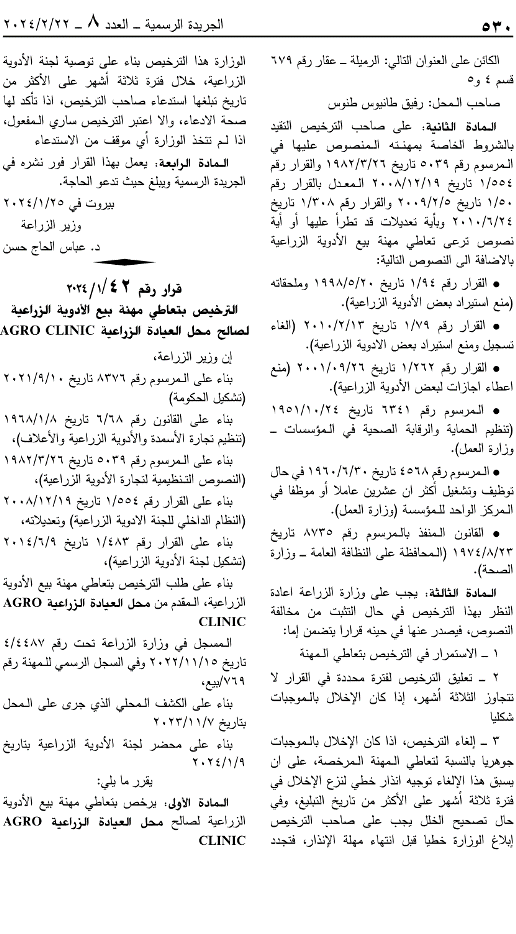 ٥٣٠
الجريدة الرسمية ــ العدد ٨ ــ ٢٠٢٤/٢/٢٢
الكائن على العنوان التالي: الرميلة ــ عقار رقم ٦٧٩
قسم ٤ و٥
صاحب المحل: رفيق طانيوس طنوس
المادة الثانية: على صاحب الترخيص التقيد
بالشروط الخاصة بمهنته المنصوص عليها في
المرسوم رقم ٥٠٣٩ تاريخ ١٩٨٢/٣/٢٦ والقرار رقم
١/٥٥٤ تاريخ ٢٠٠٨/١٢/١٩ المعدل بالقرار رقم
١/٥٠ تاريخ ٢٠٠٩/٢/٥ والقرار رقم ١/٣٠٨ تاريخ
٢٠١٠/٦/٢٤ وبأية تعديلات قد تطرأ عليها أو أية
نصوص ترعى تعاطي مهنة بيع الأدوية الزراعية
بالاضافة الى النصوص التالية:
● القرار رقم ١/٩٤ تاريخ ١٩٩٨/٥/٢٠ وملحقاته
(منع استيراد بعض الأدوية الزراعية).
● القرار رقم ١/٧٩ تاريخ ٢٠١٠/٢/١٣ (الغاء
تسجيل ومنع استيراد بعض الادوية الزراعية).
● القرار رقم ١/٢٦٢ تاريخ ٢٠٠١/٠٩/٢٦ (منع
اعطاء اجازات لبعض الأدوية الزراعية).
● المرسوم رقم ٦٣٤١ تاريخ ١٩٥١/١٠/٢٤
(تنظيم الحماية والرقابة الصحية في المؤسسات ــ
وزارة العمل).
● المرسوم رقم ٤٥٦٨ تاريخ ١٩٦٠/٦/٣٠ في حال
توظيف وتشغيل أكثر ان عشرين عاملا أو موظفا في
المركز الواحد للمؤسسة (وزارة العمل).
● القانون المنفذ بالمرسوم رقم ٨٧٣٥ تاريخ
١٩٧٤/٨/٢٣ (المحافظة على النظافة العامة ــ وزارة
الصحة).
المادة الثالثة: يجب على وزارة الزراعة اعادة
النظر بهذا الترخيص في حال التثبت من مخالفة
النصوص، فيصدر عنها في حينه قرارا يتضمن إما:
١ ــ الاستمرار في الترخيص بتعاطي المهنة
٢ ــ تعليق الترخيص لفترة محددة في القرار لا
تتجاوز الثلاثة أشهر، إذا كان الإخلال بالموجبات
شكليا
٣ ــ إلغاء الترخيص، اذا كان الإخلال بالموجبات
جوهريا بالنسبة لتعاطي المهنة المرخصة، على ان
يسبق هذا الإلغاء توجيه انذار خطي لنزع الإخلال في
فترة ثلاثة أشهر على الأكثر من تاريخ التبليغ، وفي
حال تصحيح الخلل يجب على صاحب الترخيص
إبلاغ الوزارة خطيا قبل انتهاء مهلة الإنذار، فتجدد
الوزارة هذا الترخيص بناء على توصية لجنة الأدوية
الزراعية، خلال فترة ثلاثة أشهر على الأكثر من
تاريخ تبلغها استدعاء صاحب الترخيص، اذا تأكد لها
صحة الادعاء، والا اعتبر الترخيص ساري المفعول،
اذا لم تتخذ الوزارة أي موقف من الاستدعاء
المادة الرابعة: يعمل بهذا القرار فور نشره في
الجريدة الرسمية ويبلغ حيث تدعو الحاجة.
بيروت في ٢٠٢٤/١/٢٥
وزير الزراعة
د. عباس الحاج حسن
قرار رقم ١/٤٢/٢٠٢٤
الترخيص بتعاطي مهنة بيع الأدوية الزراعية
لصالح محل العيادة الزراعية AGRO CLINIC
إن وزير الزراعة،
بناء على المرسوم رقم ٨٣٧٦ تاريخ ٢٠٢١/٩/١٠
(تشكيل الحكومة)
بناء على القانون رقم ٦/٦٨ تاريخ ١٩٦٨/١/٨
(تنظيم تجارة الأسمدة والأدوية الزراعية والأعلاف)،
بناء على المرسوم رقم ٥٠٣٩ تاريخ ١٩٨٢/٣/٢٦
(النصوص التنظيمية لتجارة الأدوية الزراعية)،
بناء على القرار رقم ١/٥٥٤ تاريخ ٢٠٠٨/١٢/١٩
(النظام الداخلي للجنة الادوية الزراعية) وتعديلاته،
بناء على القرار رقم ١/٤٨٣ تاريخ ٢٠١٤/٦/٩
(تشكيل لجنة الأدوية الزراعية)،
بناء على طلب الترخيص بتعاطي مهنة بيع الأدوية
الزراعية، المقدم من محل العيادة الزراعية AGRO
CLINIC
المسجل في وزارة الزراعة تحت رقم ٤/٤٤٨٧
تاريخ ٢٠٢٢/١١/١٥ وفي السجل الرسمي للمهنة رقم
٧٦٩/بيع،
بناء على الكشف المحلي الذي جرى على المحل
بتاريخ ٢٠٢٣/١١/٧
بناء على محضر لجنة الأدوية الزراعية بتاريخ
٢٠٢٤/١/٩
يقرر ما يلي:
المادة الأولى: يرخص بتعاطي مهنة بيع الأدوية
الزراعية لصالح محل العيادة الزراعية AGRO
CLINIC